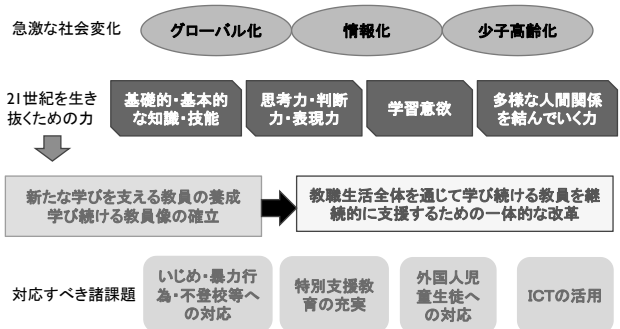 急激な社会変化
グローバル化
情報化
少子高齢化
21世紀を生き
抜くための力
基礎的・基本的
な知識・技能
思考力・判断
力・表現力
学習意欲
多様な人間関係
を結んでいく力
新たな学びを支える教員の養成
学び続ける教員像の確立
教職生活全体を通じて学び続ける教員を継
続的に支援するための一体的な改革
対応すべき諸課題
いじめ・暴力行
為・不登校等へ
の対応
特別支援教
育の充実
外国人児
童生徒へ
の対応
ICTの活用